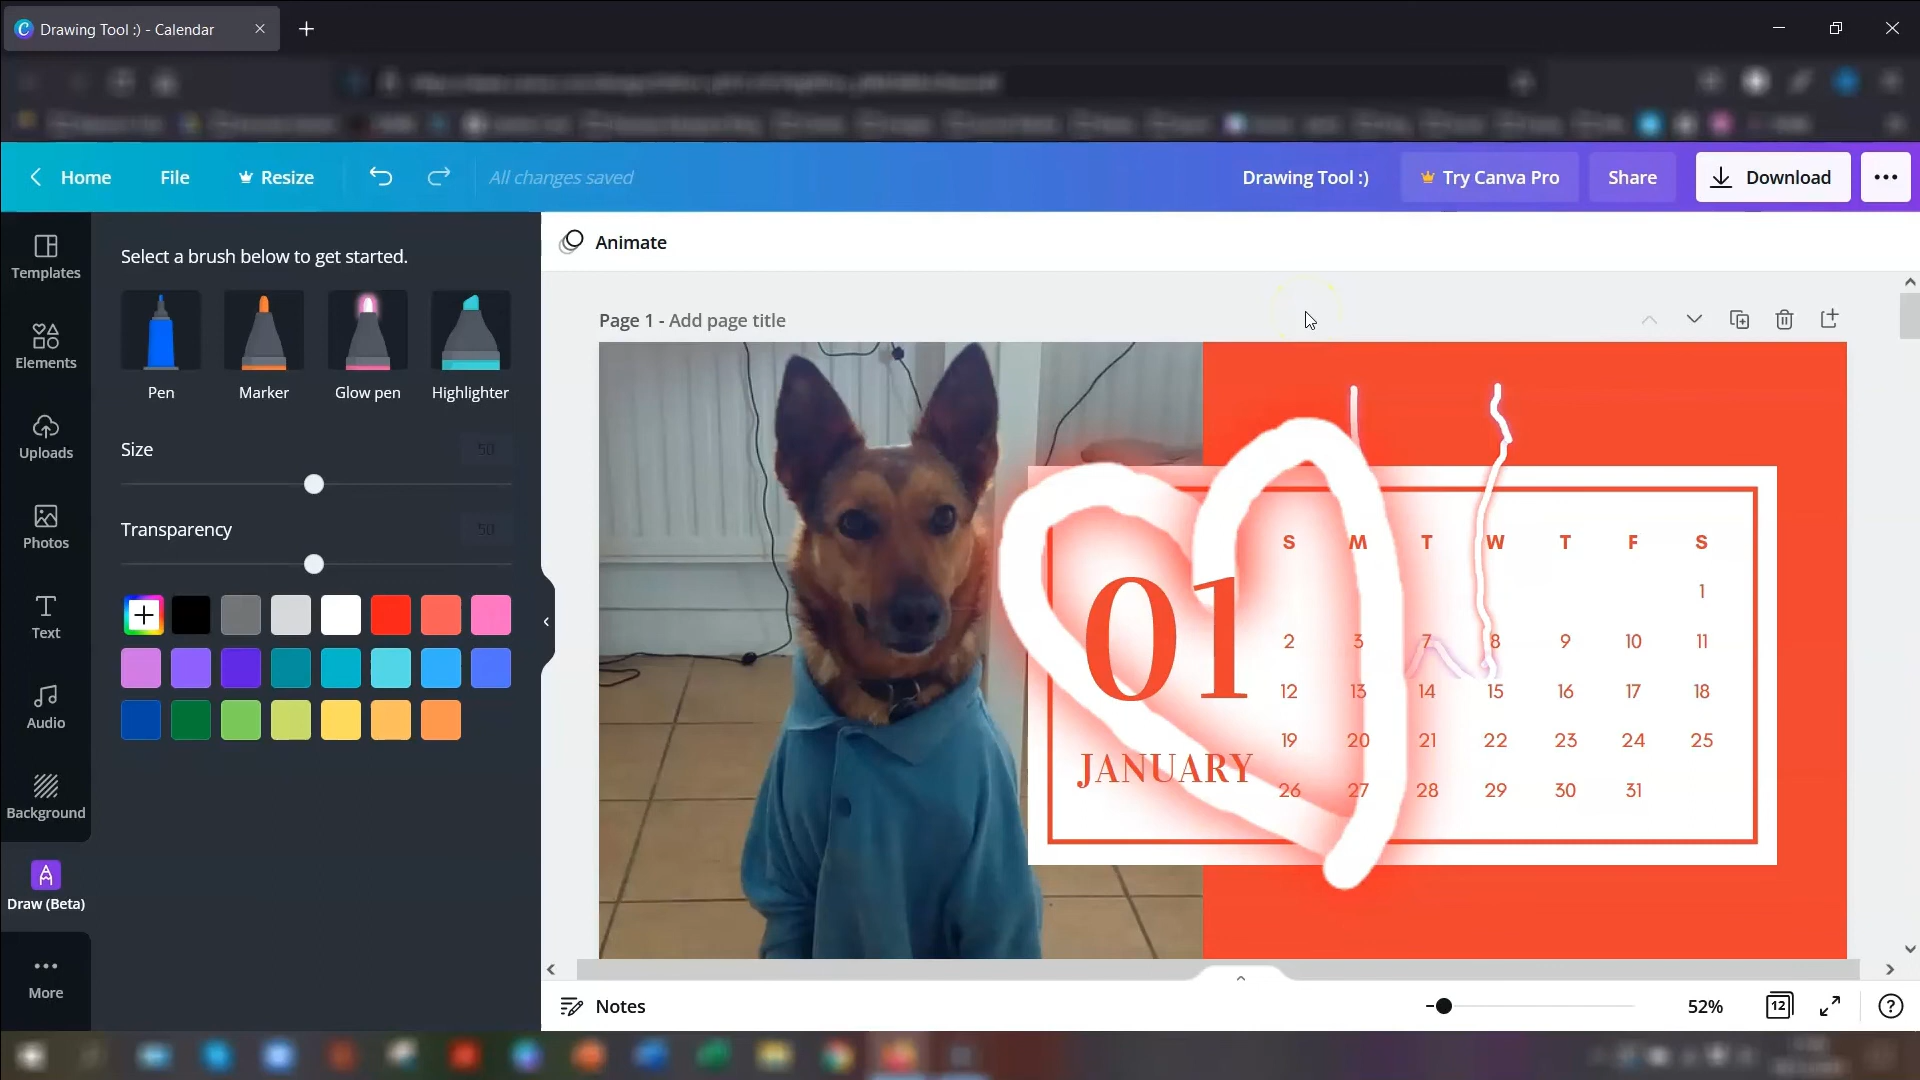 Drawing Tool :) - Calendar
Home File Resize All changes saved Drawing Tool :) Try Canva Pro Share Download
Templates
Elements
Uploads
Photos
Text
Audio
Background
Draw (Beta)
More
Select a brush below to get started.
Pen Marker Glow pen Highlighter
Size 50
Transparency 50
Animate
Page 1 - Add page title
01
JANUARY
S M T W T F S
1
2 3 7 8 9 10 11
12 13 14 15 16 17 18
19 20 21 22 23 24 25
26 27 28 29 30 31
Notes 52% 12